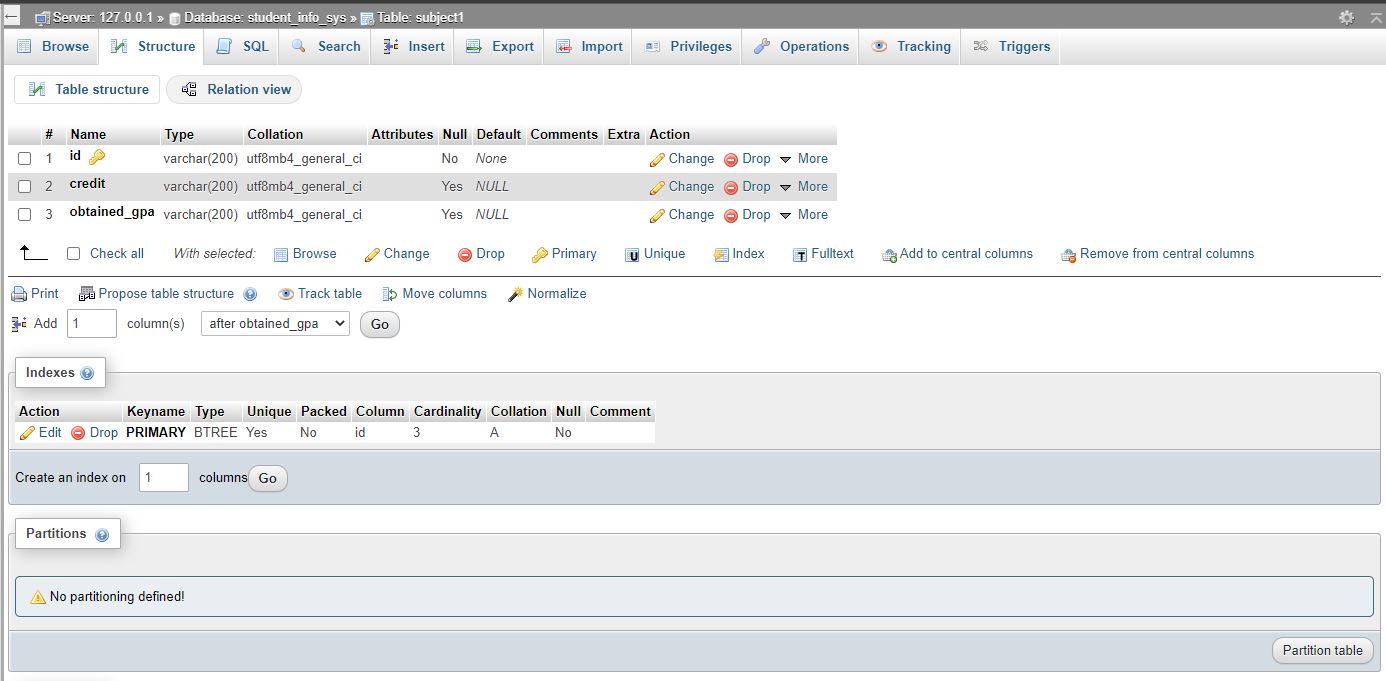 Server: 127.0.0.1 » Database: student_info_sys » Table: subject1
Browse Structure SQL Search Insert Export Import Privileges Operations Tracking Triggers
Table structure Relation view
# Name Type Collation Attributes Null Default Comments Extra Action
1 id varchar(200) utf8mb4_general_ci No None Change Drop More
2 credit varchar(200) utf8mb4_general_ci Yes NULL Change Drop More
3 obtained_gpa varchar(200) utf8mb4_general_ci Yes NULL Change Drop More
Check all With selected: Browse Change Drop Primary Unique Index Fulltext Add to central columns Remove from central columns
Print Propose table structure Track table Move columns Normalize
Add 1 column(s) after obtained_gpa Go
Indexes
Action Keyname Type Unique Packed Column Cardinality Collation Null Comment
Edit Drop PRIMARY BTREE Yes No id 3 A No
Create an index on 1 columns Go
Partitions
No partitioning defined!
Partition table